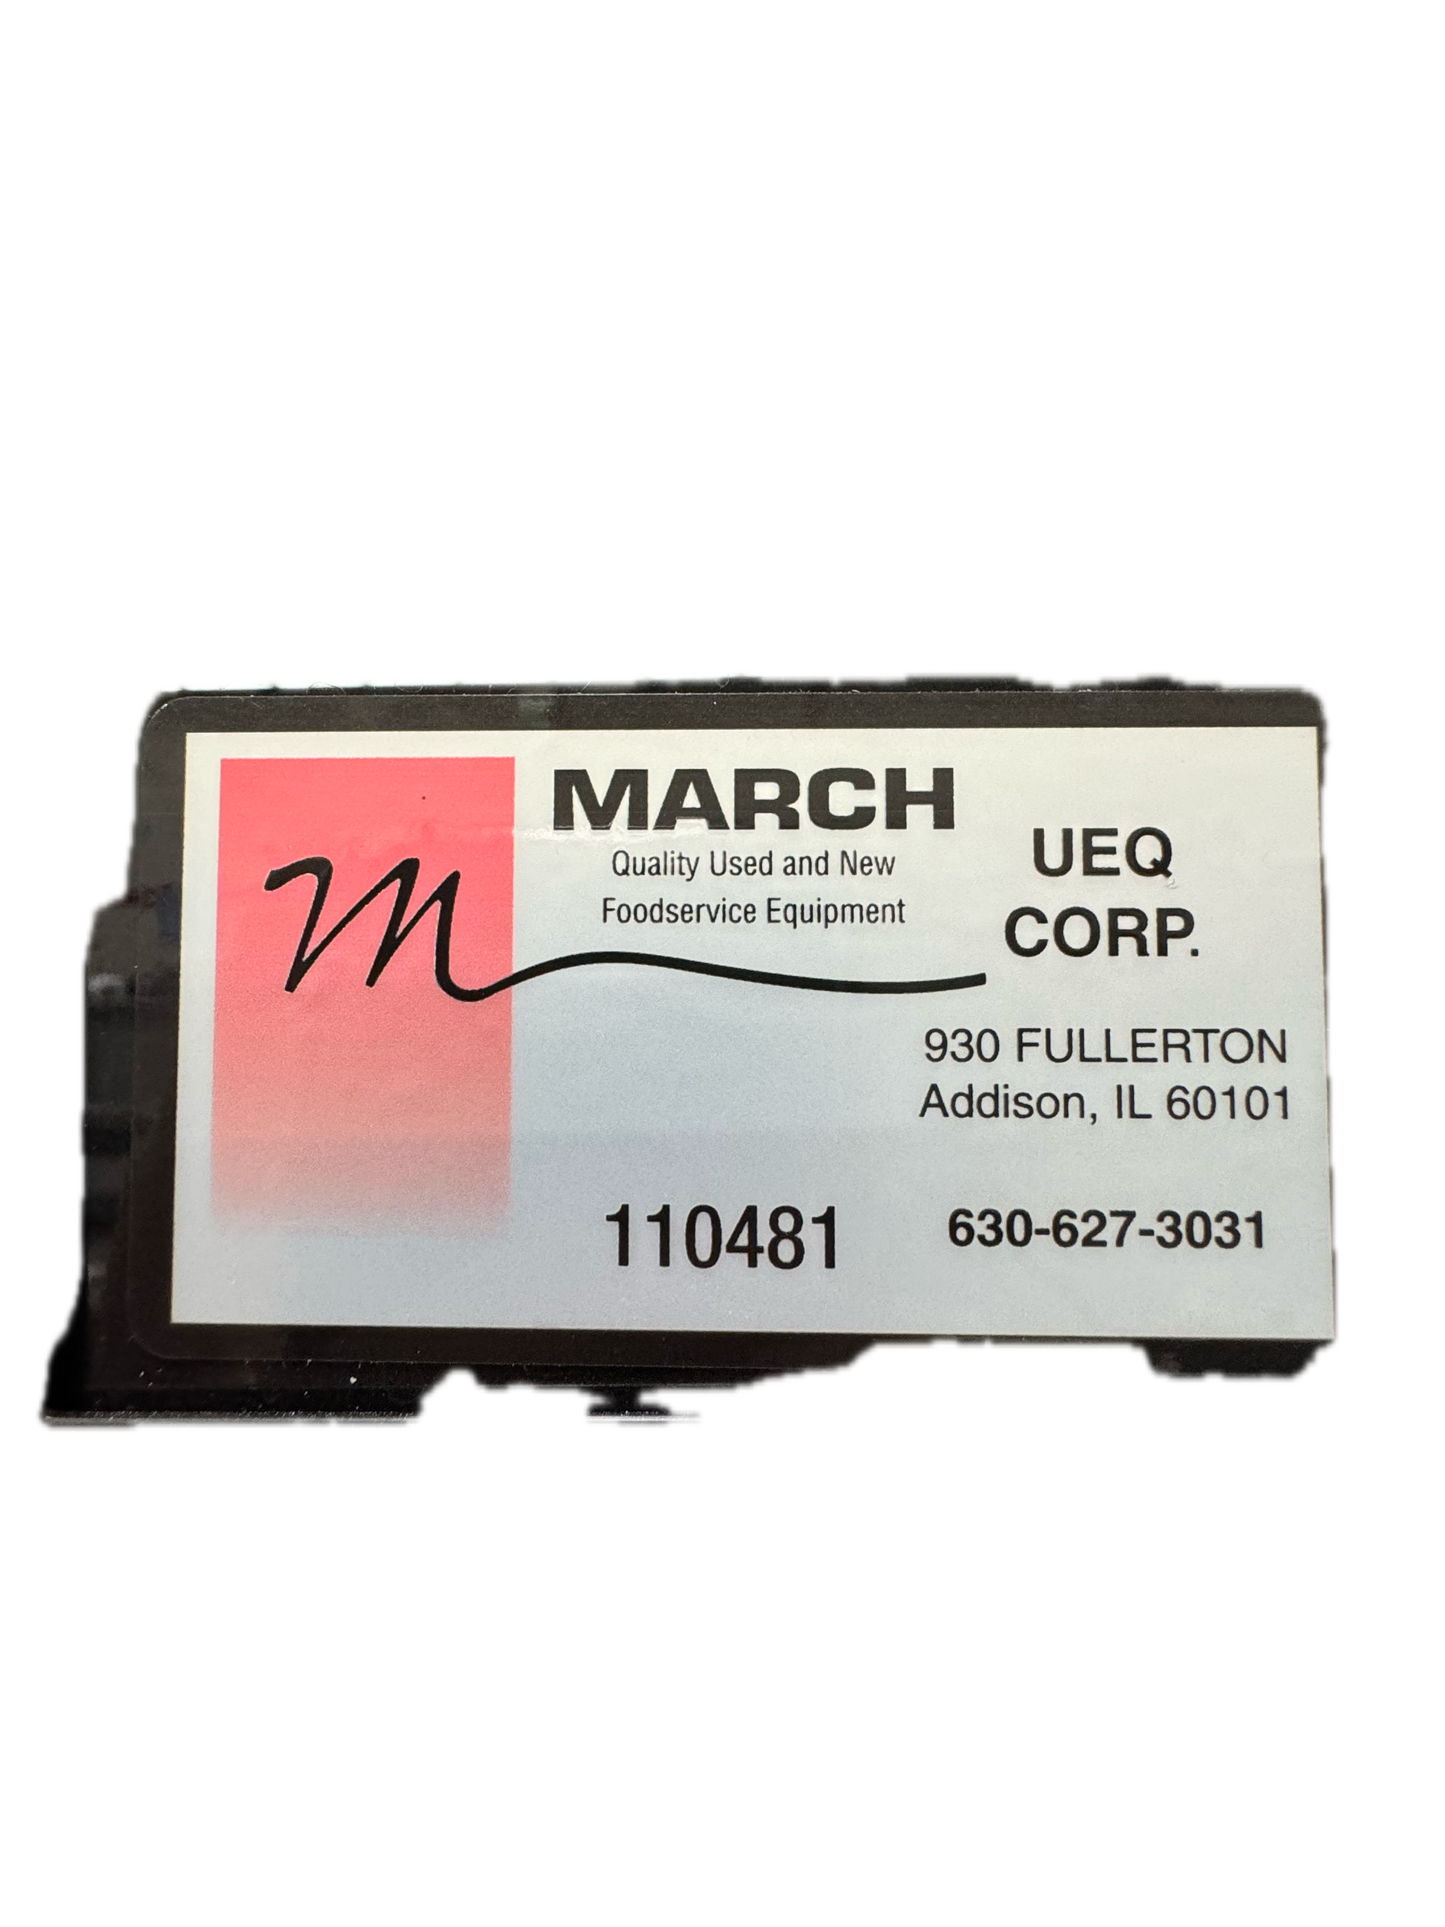 MARCH
Quality Used and New
Foodservice Equipment
m
UEQ
CORP.
930 FULLERTON
Addison, IL 60101
110481
630-627-3031